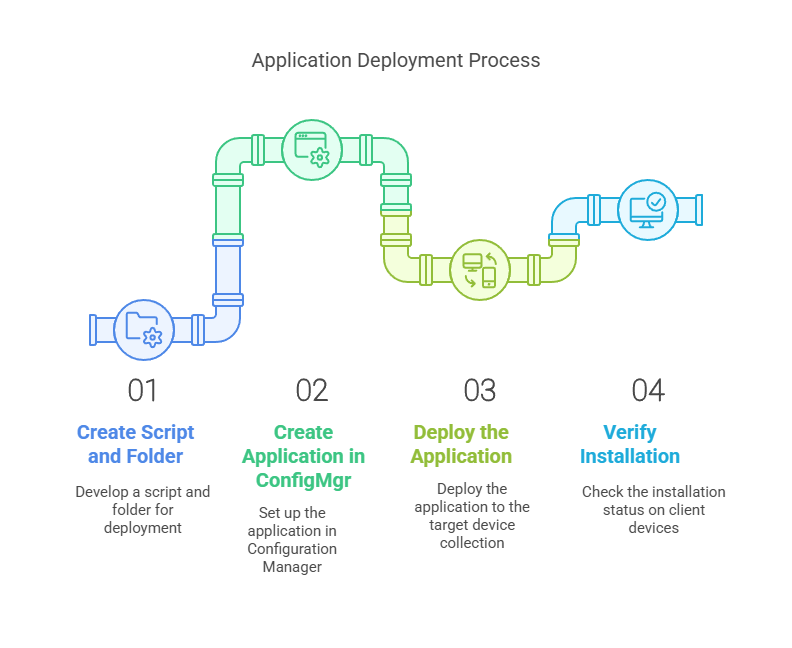 Application Deployment Process
01
Create Script
and Folder
Develop a script and
folder for
deployment
02
Create
Application in
ConfigMgr
Set up the
application in
Configuration
Manager
03
Deploy the
Application
Deploy the
application to the
target device
collection
04
Verify
Installation
Check the installation
status on client
devices